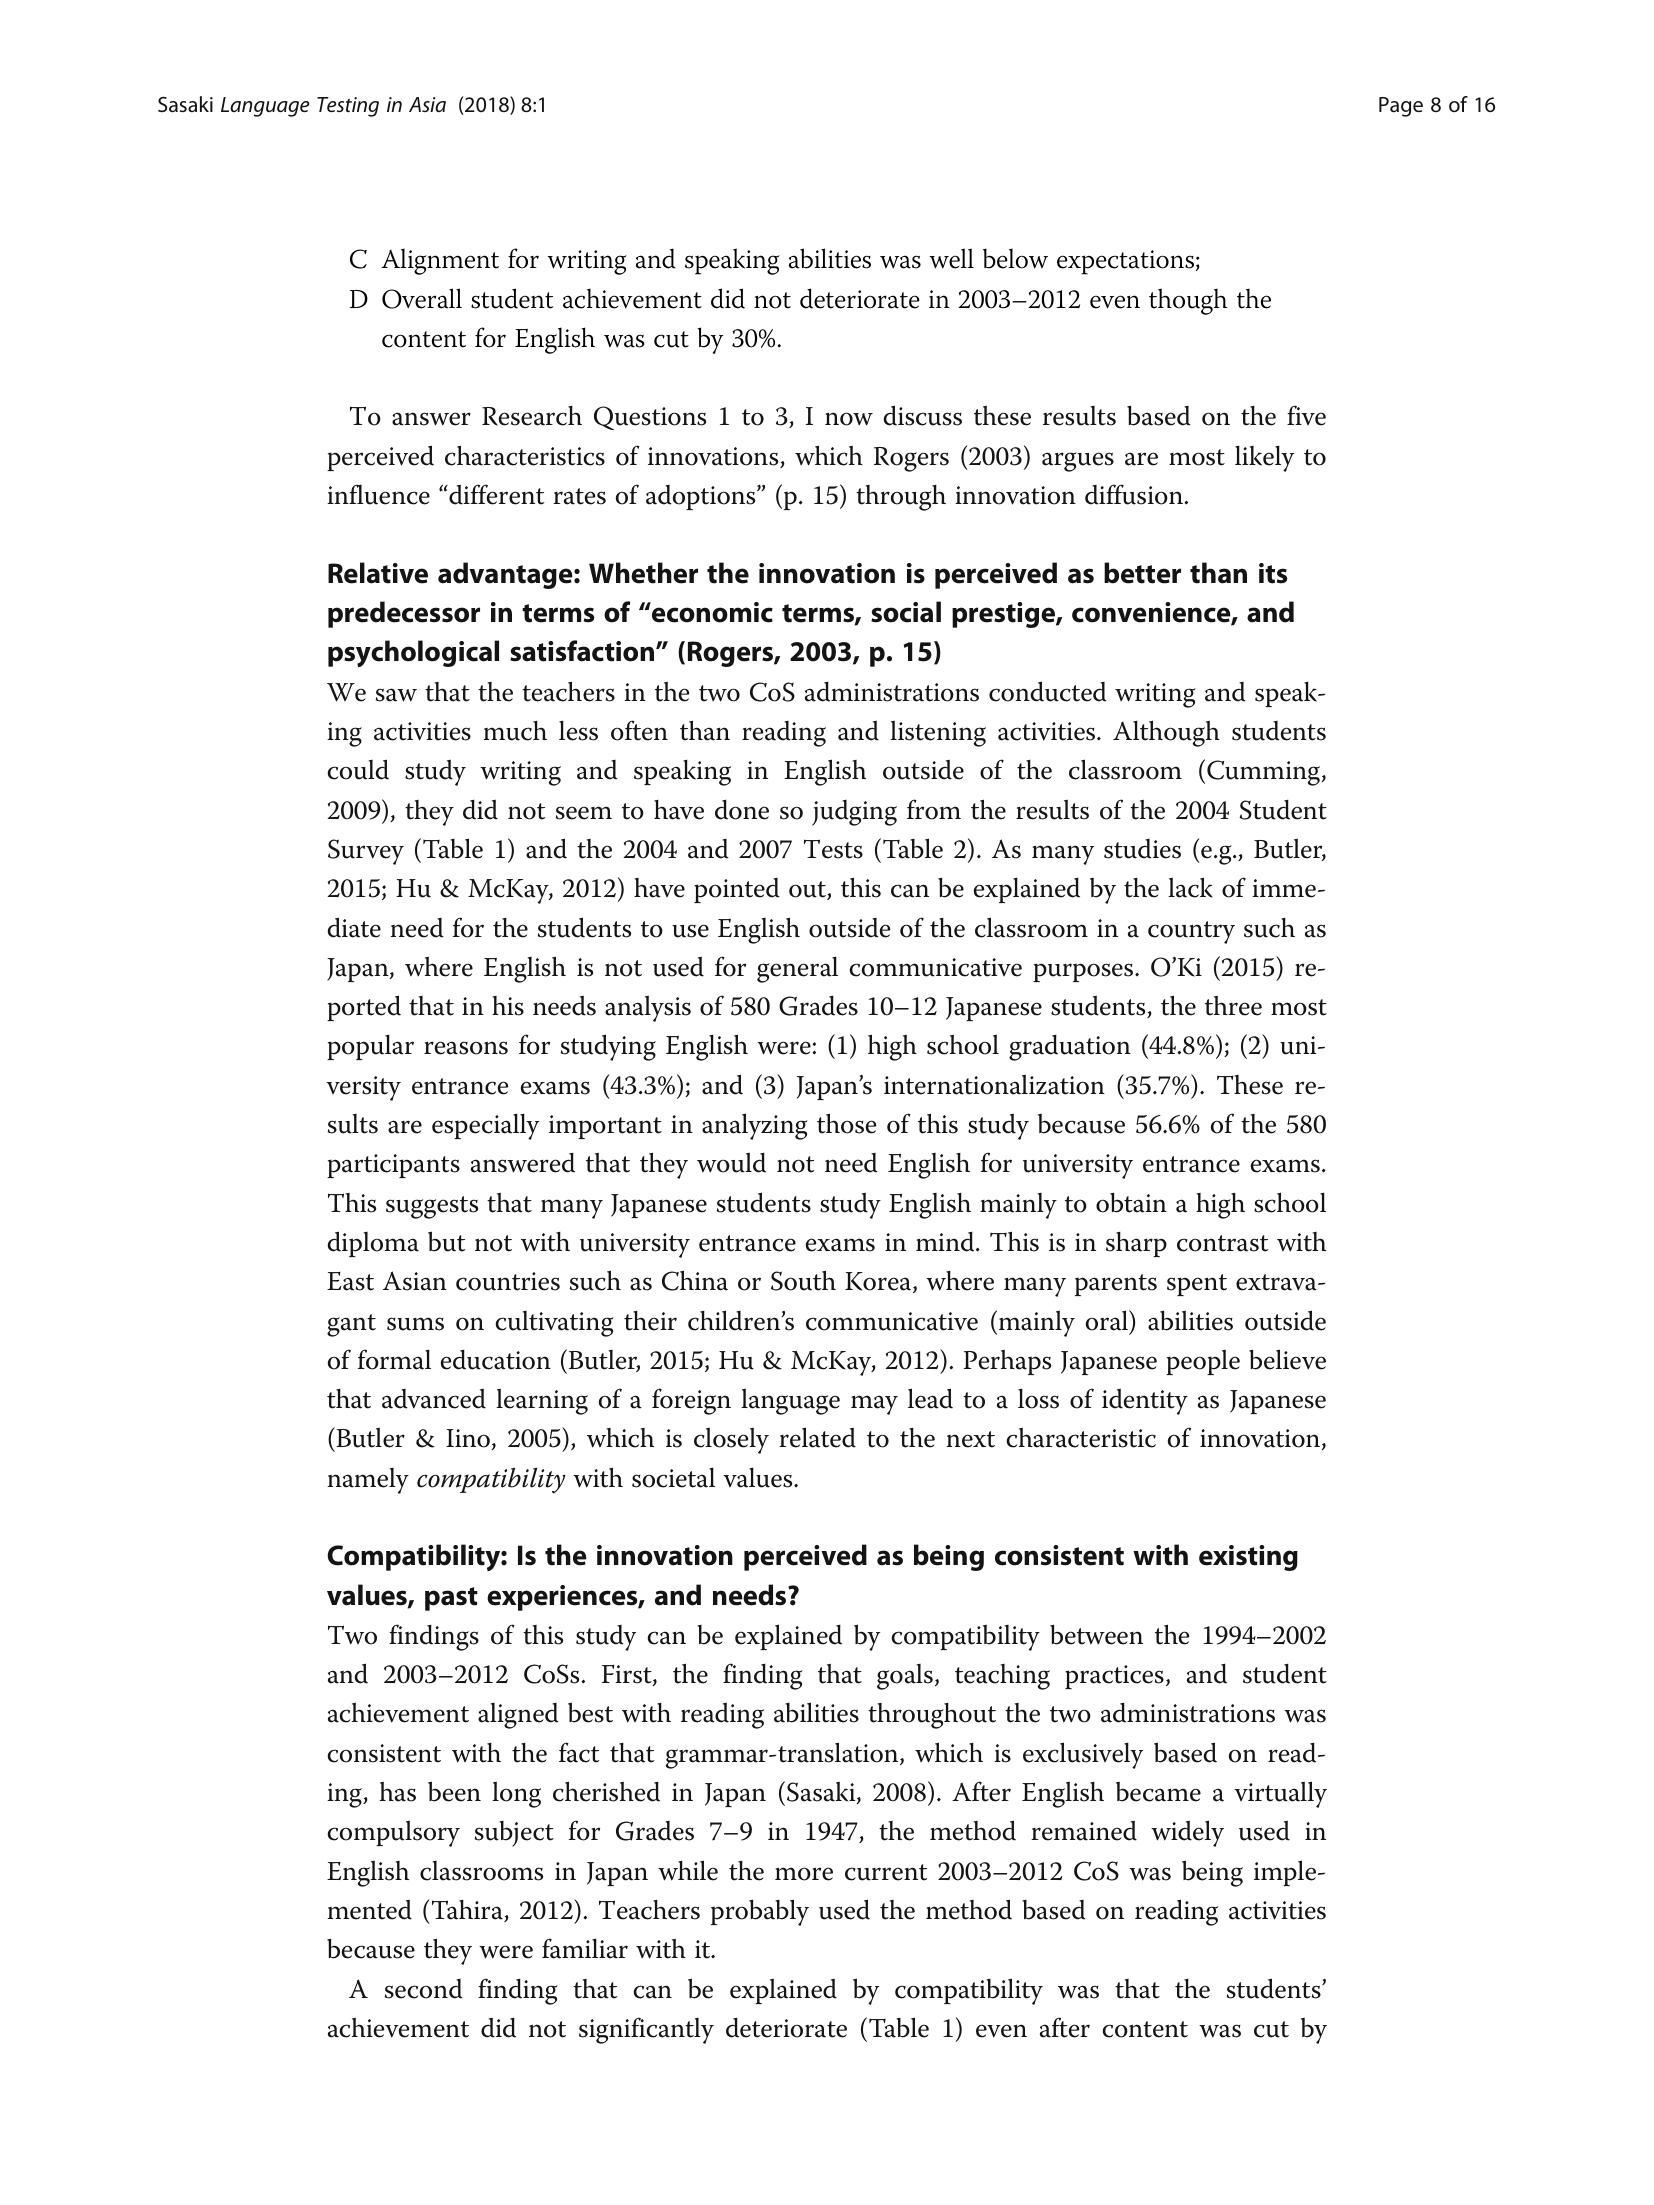 Sasaki Language Testing in Asia (2018) 8:1
Page 8 of 16
C Alignment for writing and speaking abilities was well below expectations;
D Overall student achievement did not deteriorate in 2003–2012 even though the
content for English was cut by 30%.
To answer Research Questions 1 to 3, I now discuss these results based on the five
perceived characteristics of innovations, which Rogers (2003) argues are most likely to
influence “different rates of adoptions” (p. 15) through innovation diffusion.
Relative advantage: Whether the innovation is perceived as better than its
predecessor in terms of “economic terms, social prestige, convenience, and
psychological satisfaction” (Rogers, 2003, p. 15)
We saw that the teachers in the two CoS administrations conducted writing and speak-
ing activities much less often than reading and listening activities. Although students
could study writing and speaking in English outside of the classroom (Cumming,
2009), they did not seem to have done so judging from the results of the 2004 Student
Survey (Table 1) and the 2004 and 2007 Tests (Table 2). As many studies (e.g., Butler,
2015; Hu & McKay, 2012) have pointed out, this can be explained by the lack of imme-
diate need for the students to use English outside of the classroom in a country such as
Japan, where English is not used for general communicative purposes. O’Ki (2015) re-
ported that in his needs analysis of 580 Grades 10–12 Japanese students, the three most
popular reasons for studying English were: (1) high school graduation (44.8%); (2) uni-
versity entrance exams (43.3%); and (3) Japan’s internationalization (35.7%). These re-
sults are especially important in analyzing those of this study because 56.6% of the 580
participants answered that they would not need English for university entrance exams.
This suggests that many Japanese students study English mainly to obtain a high school
diploma but not with university entrance exams in mind. This is in sharp contrast with
East Asian countries such as China or South Korea, where many parents spent extrava-
gant sums on cultivating their children’s communicative (mainly oral) abilities outside
of formal education (Butler, 2015; Hu & McKay, 2012). Perhaps Japanese people believe
that advanced learning of a foreign language may lead to a loss of identity as Japanese
(Butler & Iino, 2005), which is closely related to the next characteristic of innovation,
namely compatibility with societal values.
Compatibility: Is the innovation perceived as being consistent with existing
values, past experiences, and needs?
Two findings of this study can be explained by compatibility between the 1994–2002
and 2003–2012 CoSs. First, the finding that goals, teaching practices, and student
achievement aligned best with reading abilities throughout the two administrations was
consistent with the fact that grammar-translation, which is exclusively based on read-
ing, has been long cherished in Japan (Sasaki, 2008). After English became a virtually
compulsory subject for Grades 7–9 in 1947, the method remained widely used in
English classrooms in Japan while the more current 2003–2012 CoS was being imple-
mented (Tahira, 2012). Teachers probably used the method based on reading activities
because they were familiar with it.
A second finding that can be explained by compatibility was that the students’
achievement did not significantly deteriorate (Table 1) even after content was cut by